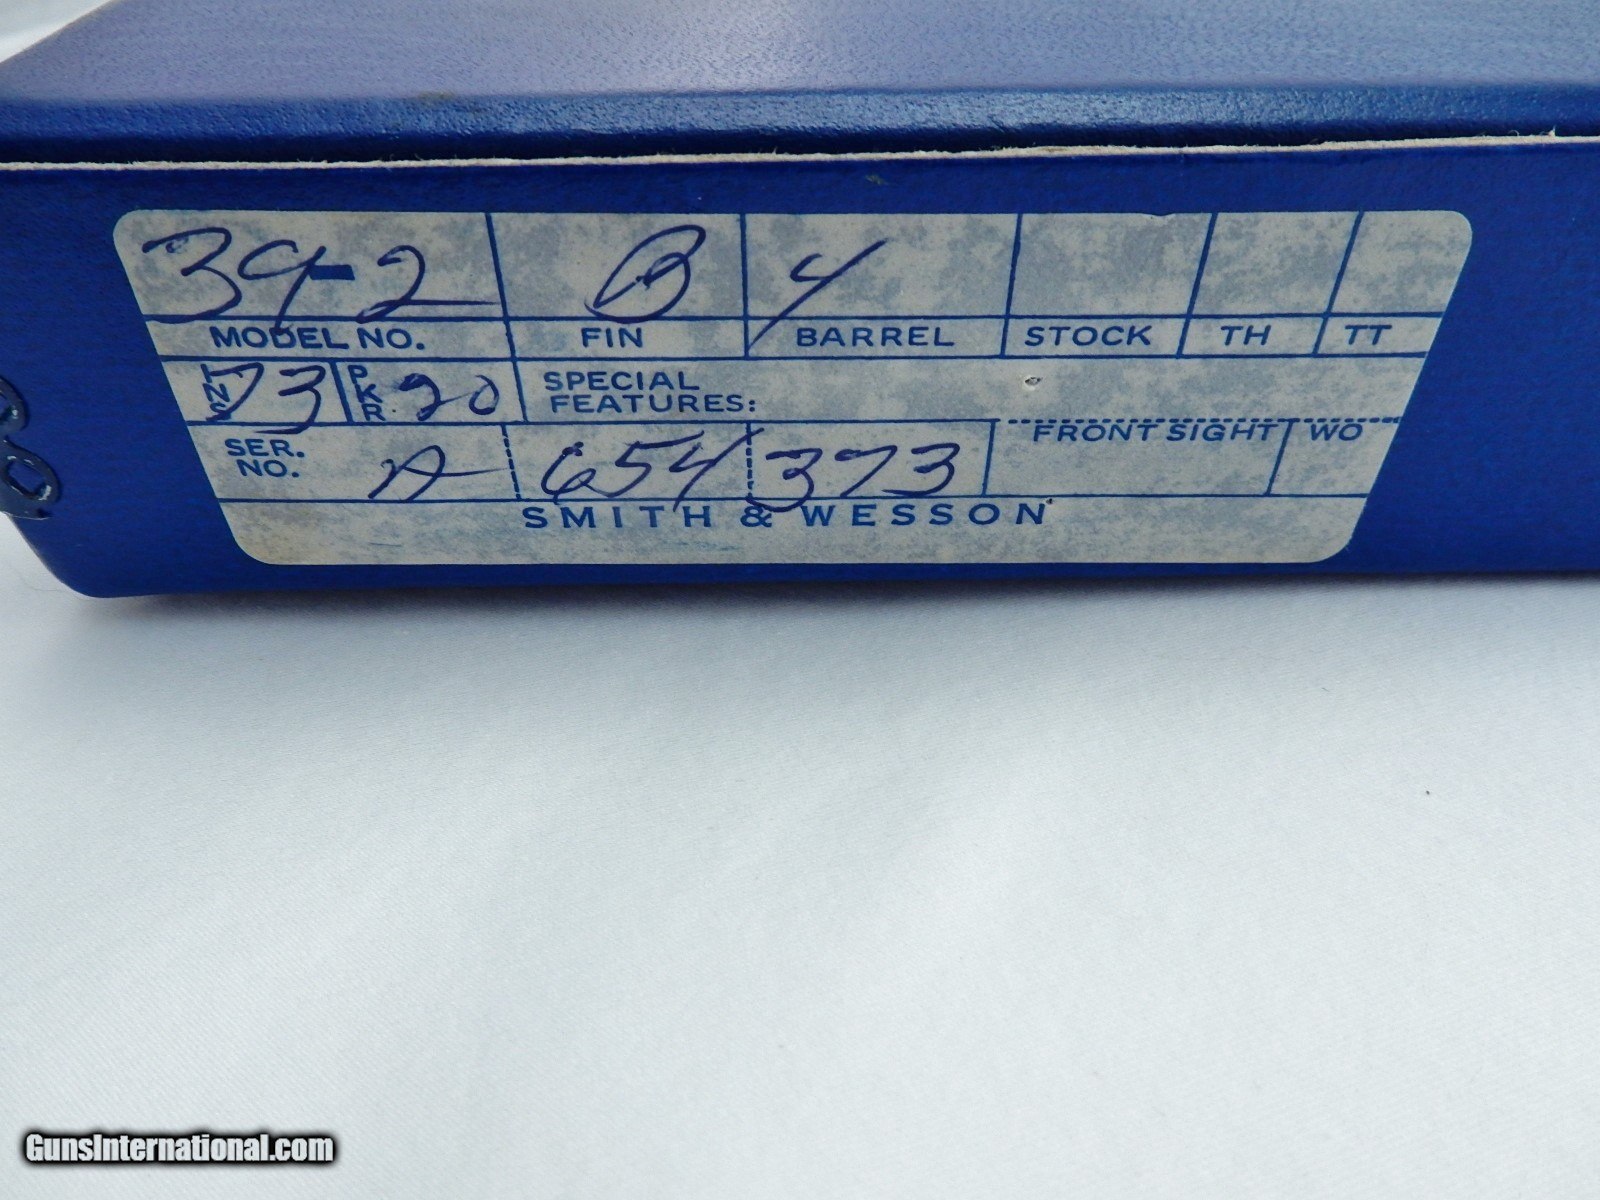 39-2 B 4
MODEL NO. FIN BARREL STOCK TH TT
INS 73 PKR. 20 SPECIAL
FEATURES:
SER.
NO. A 654 373 FRONT SIGHT WO
SMITH & WESSON
GunsInternational.com